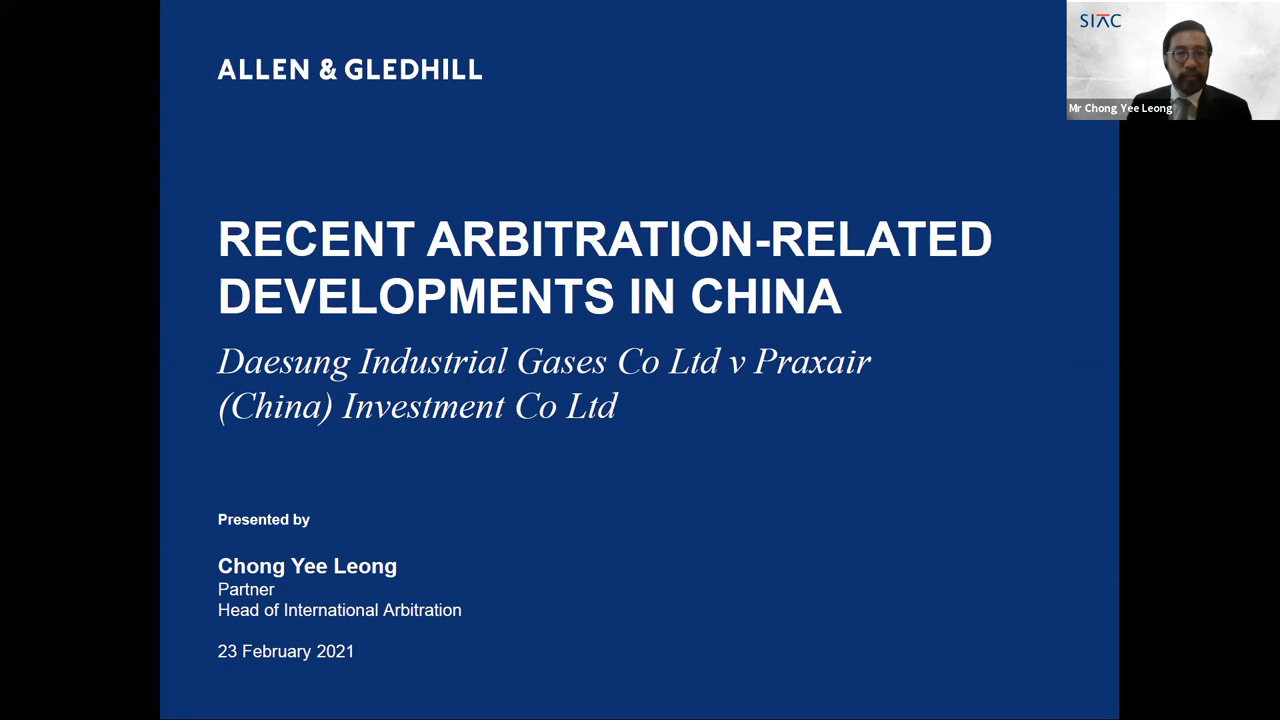 ALLEN & GLEDHILL
SIAC
Mr Chong Yee Leong
RECENT ARBITRATION-RELATED
DEVELOPMENTS IN CHINA
Daesung Industrial Gases Co Ltd v Praxair
(China) Investment Co Ltd
Presented by
Chong Yee Leong
Partner
Head of International Arbitration
23 February 2021